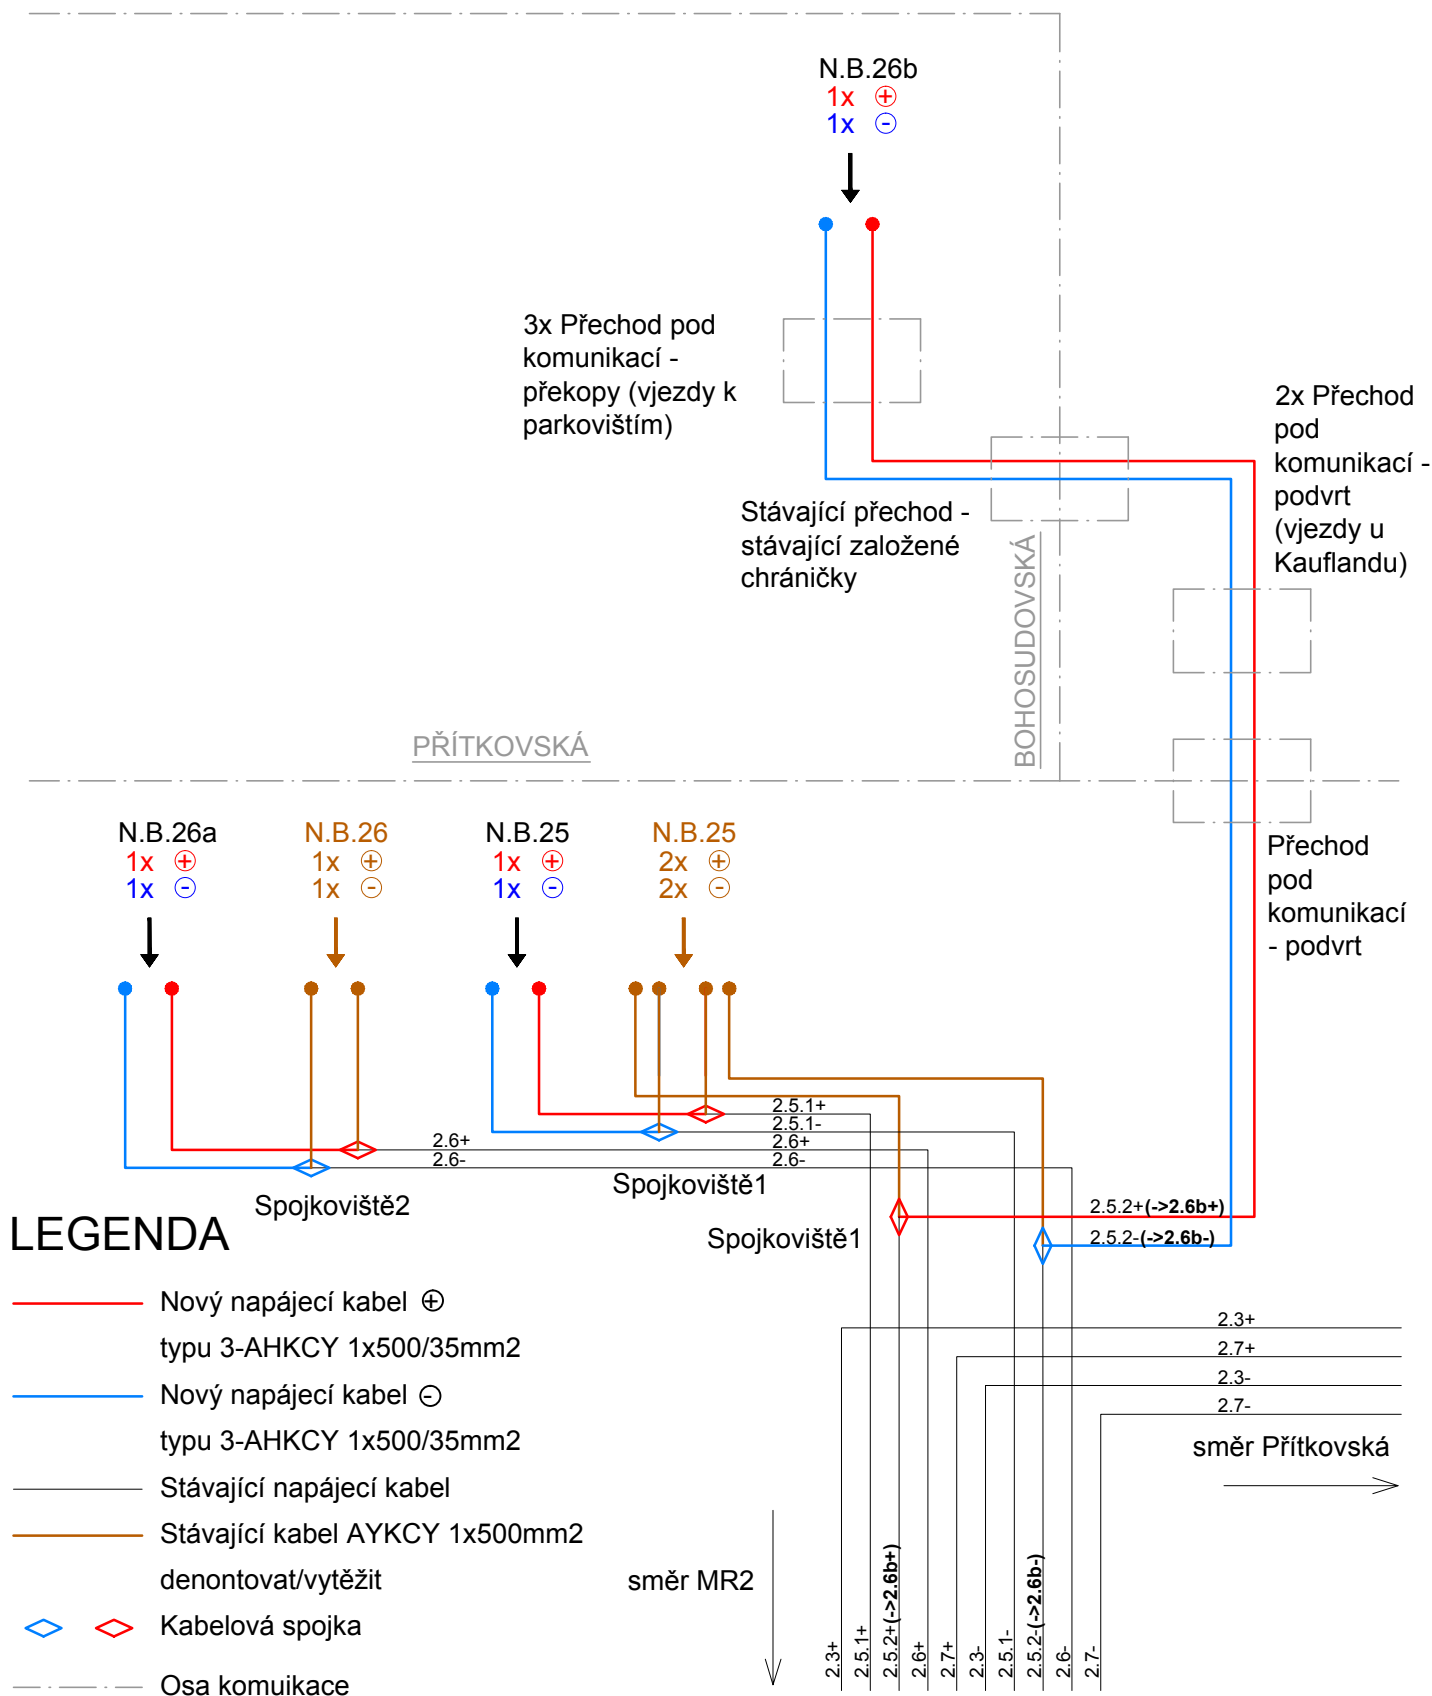 N.B.26b
1x +
1x -
3x Přechod pod
komunikací -
překopy (vjezdy k
parkovištím)
2x Přechod
pod
komunikací -
podvrt
(vjezdy u
Kauflandu)
Stávající přechod -
stávající založené
chráničky
BOHOSUDOVSKÁ
PŘÍTKOVSKÁ
N.B.26a
1x +
1x -
N.B.26
1x +
1x -
N.B.25
1x +
1x -
N.B.25
2x +
2x -
Přechod
pod
komunikací
- podvrt
2.5.1+
2.5.1-
2.6+
2.6+
2.6-
2.6-
Spojkoviště2
Spojkoviště1
Spojkoviště1
2.5.2+(->2.6b+)
2.5.2-(->2.6b-)
LEGENDA
Nový napájecí kabel +
typu 3-AHKCY 1x500/35mm2
Nový napájecí kabel -
typu 3-AHKCY 1x500/35mm2
Stávající napájecí kabel
Stávající kabel AYKCY 1x500mm2
denontovat/vytěžit
Kabelová spojka
Osa komuikace
2.3+
2.7+
2.3-
2.7-
směr Přítkovská
směr MR2
2.3+
2.5.1+
2.5.2+(->2.6b+)
2.6+
2.7+
2.3-
2.5.1-
2.5.2-(->2.6b-)
2.6-
2.7-